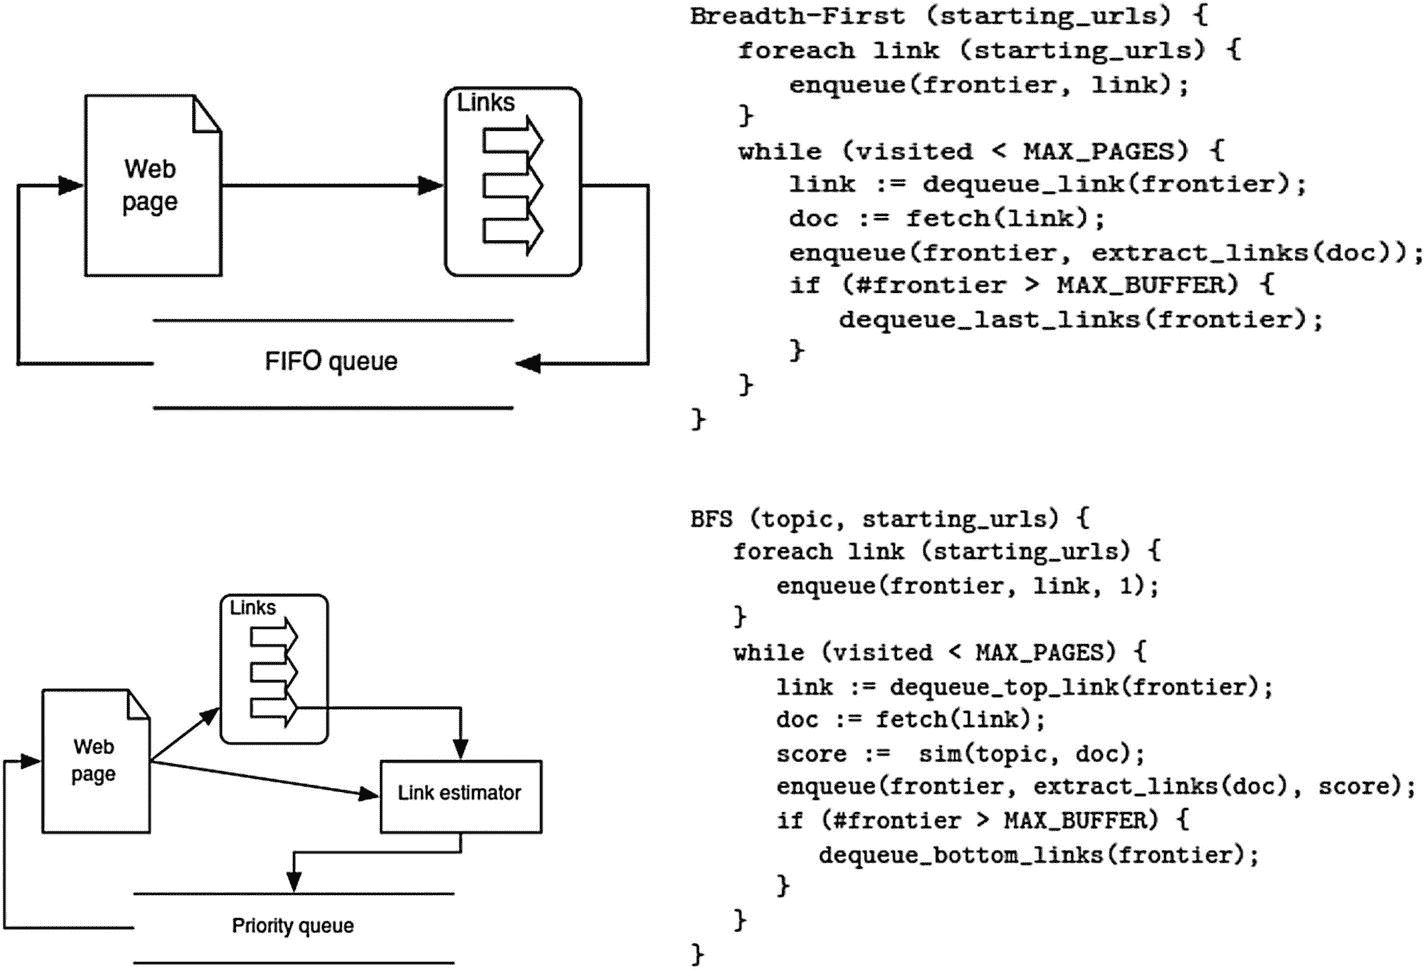 Links
Web
page
FIFO queue
Breadth-First (starting_urls) {
foreach link (starting_urls) {
enqueue(frontier, link);
}
while (visited < MAX_PAGES) {
link := dequeue_link(frontier);
doc := fetch(link);
enqueue(frontier, extract_links(doc));
if (#frontier > MAX_BUFFER) {
dequeue_last_links(frontier);
}
}
}
Links
Web
page
Link estimator
Priority queue
BFS (topic, starting_urls) {
foreach link (starting_urls) {
enqueue(frontier, link, 1);
}
while (visited < MAX_PAGES) {
link := dequeue_top_link(frontier);
doc := fetch(link);
score := sim(topic, doc);
enqueue(frontier, extract_links(doc), score);
if (#frontier > MAX_BUFFER) {
dequeue_bottom_links(frontier);
}
}
}